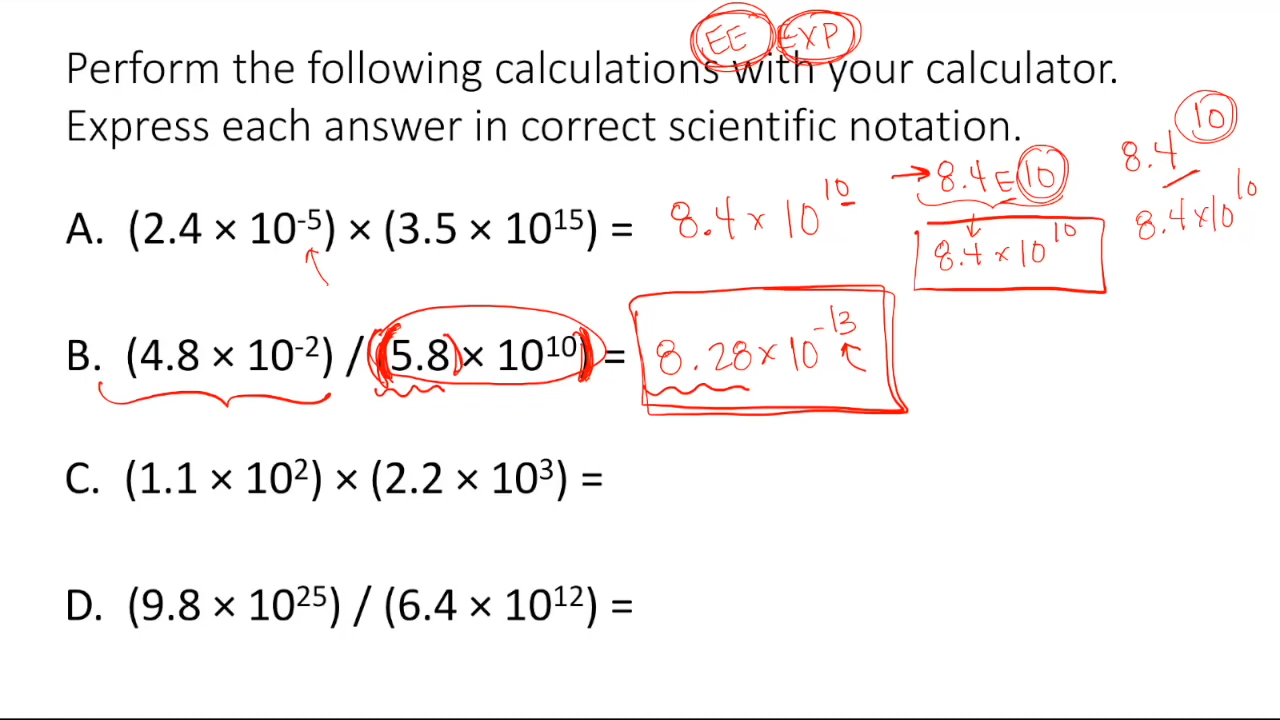 EE EXP
Perform the following calculations with your calculator.
Express each answer in correct scientific notation.
A. (2.4 × 10⁻⁵) × (3.5 × 10¹⁵) = 8.4 × 10¹⁰
→ 8.4 E 10
8.4 × 10¹⁰
8.4¹⁰
8.4 × 10¹⁰
B. (4.8 × 10⁻²) / (5.8 × 10¹⁰) = 8.28 × 10⁻¹³
C. (1.1 × 10²) × (2.2 × 10³) =
D. (9.8 × 10²⁵) / (6.4 × 10¹²) =